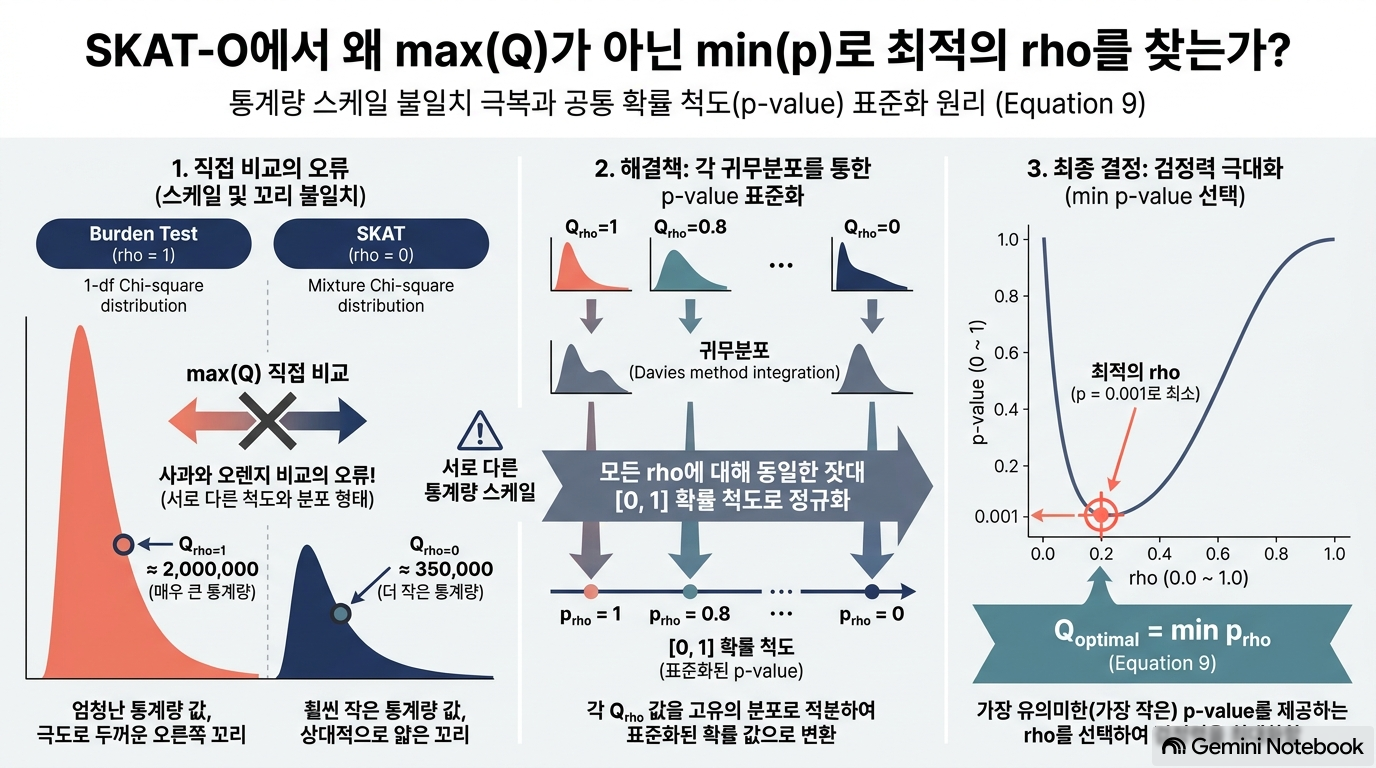 SKAT-O에서 왜 max(Q)가 아닌 min(p)로 최적의 rho를 찾는가?
통계량 스케일 불일치 극복과 공통 확률 척도(p-value) 표준화 원리 (Equation 9)
1. 직접 비교의 오류
(스케일 및 꼬리 불일치)
Burden Test
(rho = 1)
SKAT
(rho = 0)
1-df Chi-square
distribution
Mixture Chi-square
distribution
max(Q) 직접 비교
사과와 오렌지 비교의 오류!
(서로 다른 척도와 분포 형태)
Qrho=1
≈ 2,000,000
(매우 큰 통계량)
Qrho=0
≈ 350,000
(더 작은 통계량)
엄청난 통계량 값,
극도로 두꺼운 오른쪽 꼬리
훨씬 작은 통계량 값,
상대적으로 얇은 꼬리
서로 다른
통계량 스케일
2. 해결책: 각 귀무분포를 통한
p-value 표준화
Qrho=1
Qrho=0.8
...
Qrho=0
귀무분포
(Davies method integration)
모든 rho에 대해 동일한 잣대
[0, 1] 확률 척도로 정규화
prho = 1
prho = 0.8
...
prho = 0
[0, 1] 확률 척도
(표준화된 p-value)
각 Qrho 값을 고유의 분포로 적분하여
표준화된 확률 값으로 변환
3. 최종 결정: 검정력 극대화
(min p-value 선택)
p-value (0 ~ 1)
1.0
0.8
0.6
0.4
0.2
0.001
최적의 rho
(p = 0.001로 최소)
0.0 0.2 0.4 0.6 0.8 1.0
rho (0.0 ~ 1.0)
Qoptimal = min prho
(Equation 9)
가장 유의미한(가장 작은) p-value를 제공하는
rho를 선택하여
Gemini Notebook